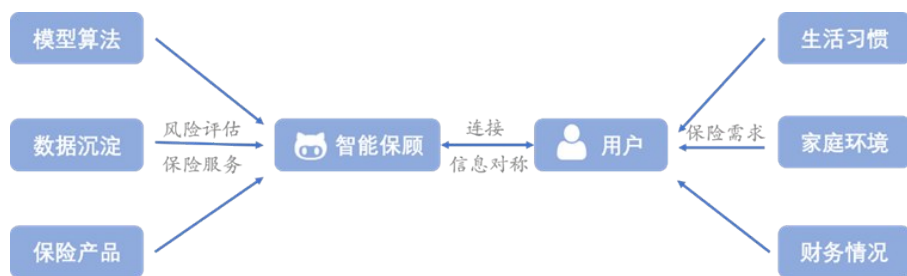 模型算法
生活习惯
风险评估
连接
数据沉淀
智能保顾
用户
保险需求
家庭环境
保险服务
信息对称
保险产品
财务情况